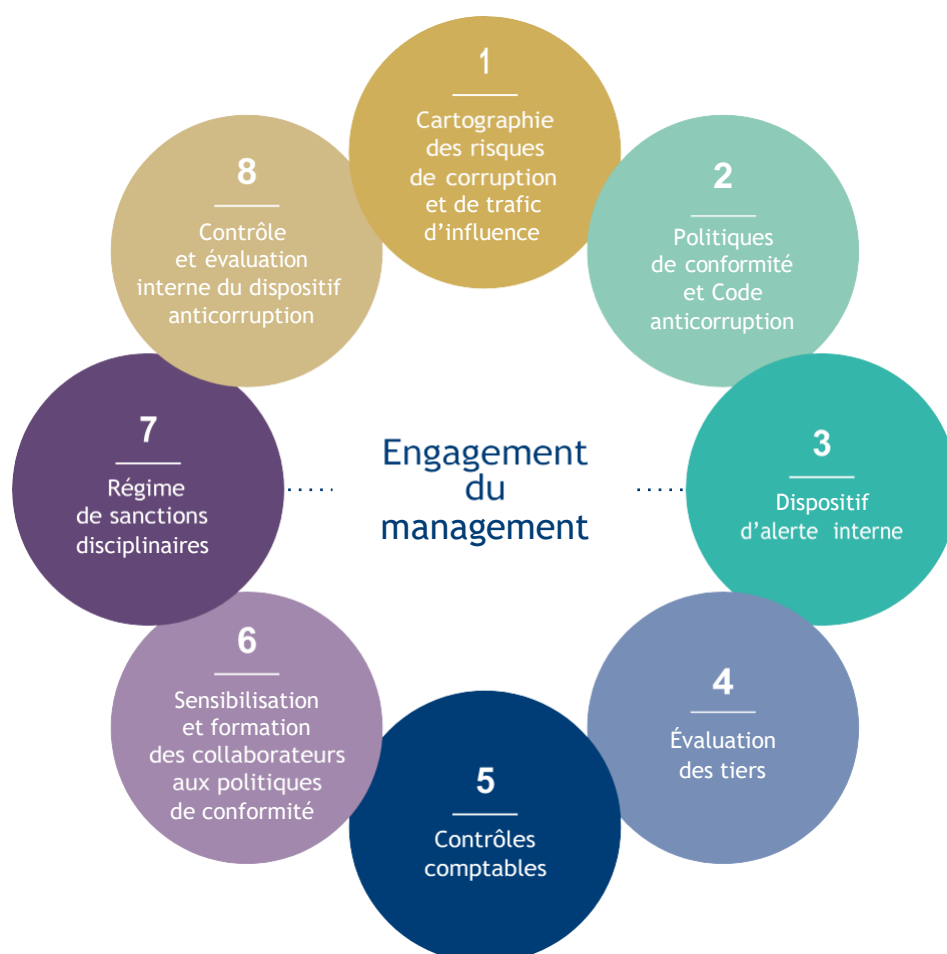 1
Cartographie
des risques
de corruption
et de trafic
d’influence
2
Politiques
de conformité
et Code
anticorruption
3
Dispositif
d’alerte interne
4
Évaluation
des tiers
5
Contrôles
comptables
6
Sensibilisation
et formation
des collaborateurs
aux politiques
de conformité
7
Régime
de sanctions
disciplinaires
8
Contrôle
et évaluation
interne du dispositif
anticorruption
Engagement
du
management